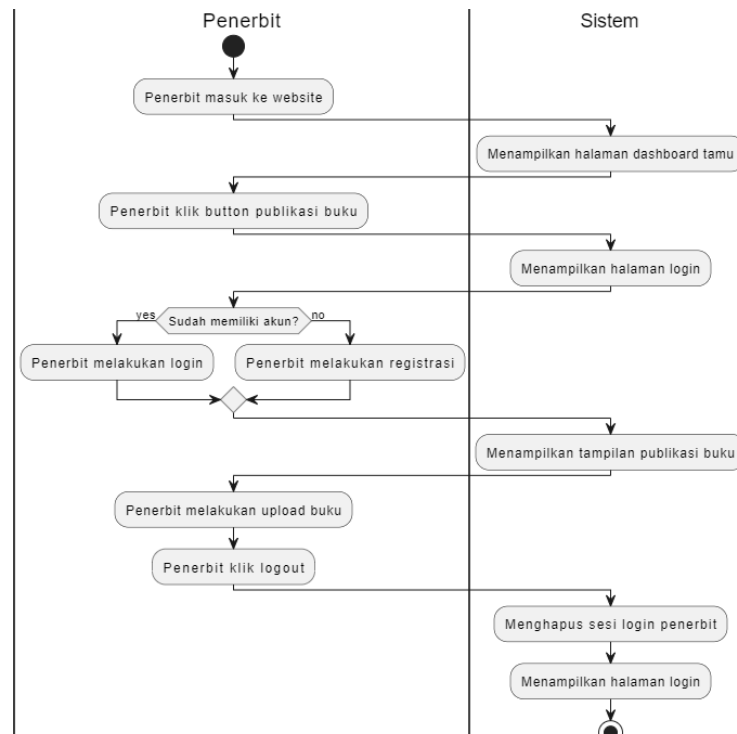 Penerbit
Sistem
Penerbit masuk ke website
Menampilkan halaman dashboard tamu
Penerbit klik button publikasi buku
Menampilkan halaman login
yes
Sudah memiliki akun?
no
Penerbit melakukan login
Penerbit melakukan registrasi
Menampilkan tampilan publikasi buku
Penerbit melakukan upload buku
Penerbit klik logout
Menghapus sesi login penerbit
Menampilkan halaman login